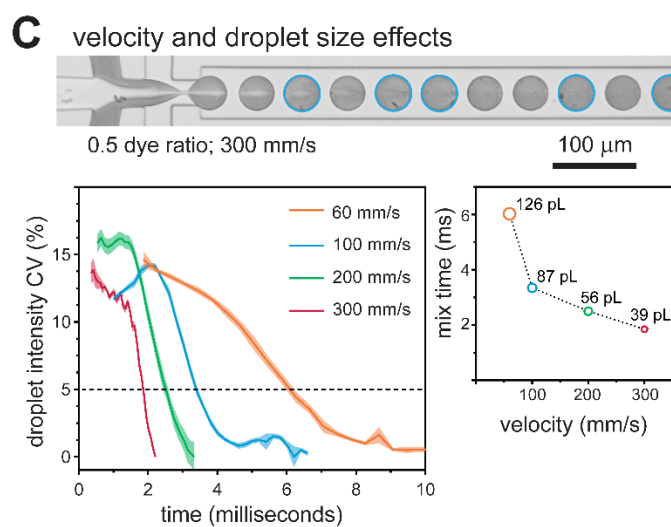 C velocity and droplet size effects
0.5 dye ratio; 300 mm/s
100 μm
droplet intensity CV (%)
15
10
5
0
60 mm/s
100 mm/s
200 mm/s
300 mm/s
0 2 4 6 8 10
time (milliseconds)
mix time (ms)
6
4
2
126 pL
87 pL
56 pL
39 pL
100 200 300
velocity (mm/s)